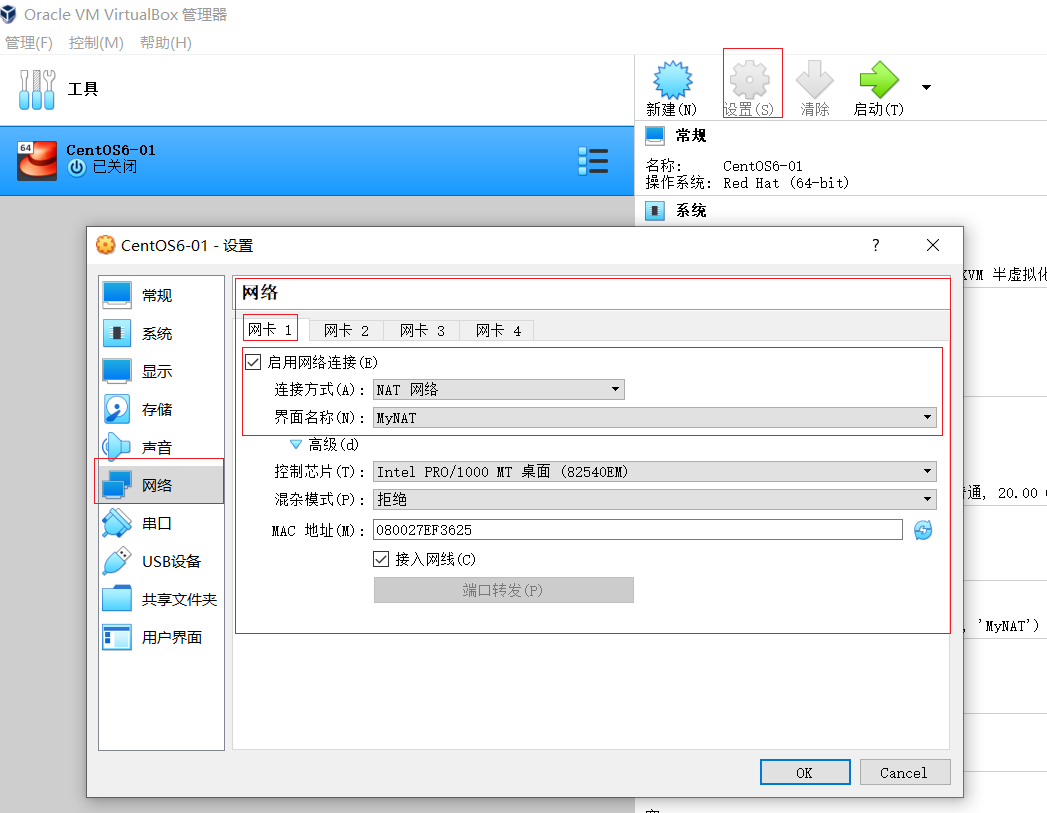 Oracle VM VirtualBox 管理器
管理(F) 控制(M) 帮助(H)
工具
新建(N) 设置(S) 清除 启动(T)
64
CentOS6-01
已关闭
常规
名称: CentOS6-01
操作系统: Red Hat (64-bit)
系统
CentOS6-01 - 设置
?
常规
系统
显示
存储
声音
网络
串口
USB设备
共享文件夹
用户界面
网络
网卡 1 网卡 2 网卡 3 网卡 4
启用网络连接(E)
连接方式(A): NAT 网络
界面名称(N): MyNAT
高级(d)
控制芯片(T): Intel PRO/1000 MT 桌面 (82540EM)
混杂模式(P): 拒绝
MAC 地址(M): 080027EF3625
接入网线(C)
端口转发(P)
OK Cancel
KVM 半虚拟化
通, 20.00
, 'MyNAT')